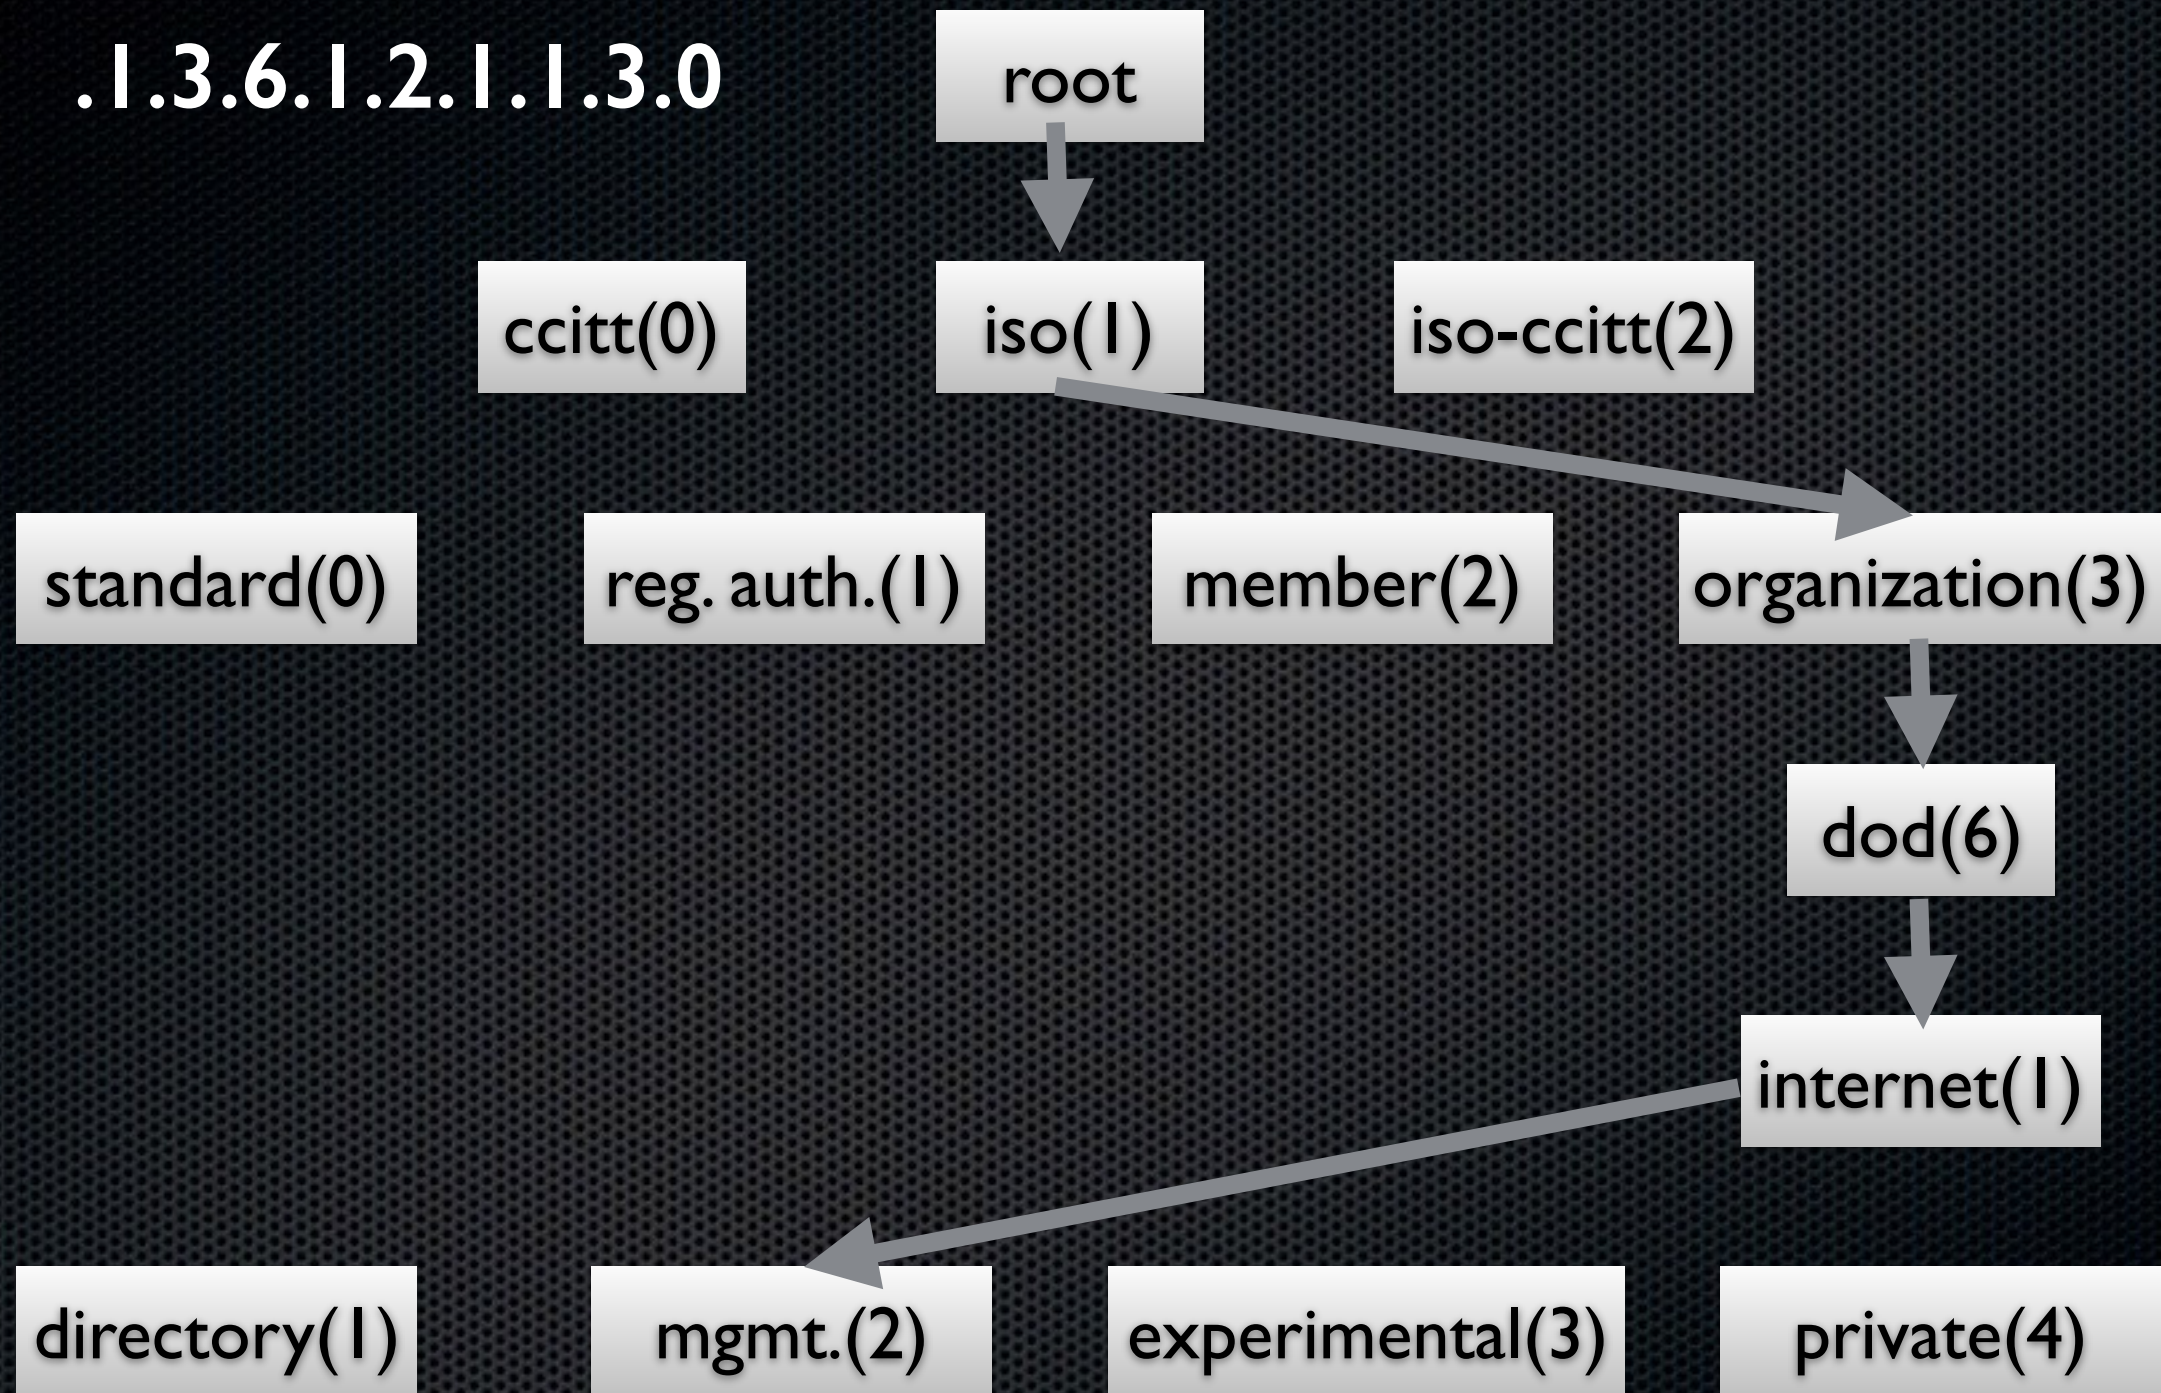 .1.3.6.1.2.1.1.3.0
root
ccitt(0)
iso(1)
iso-ccitt(2)
standard(0)
reg. auth.(1)
member(2)
organization(3)
dod(6)
internet(1)
directory(1)
mgmt.(2)
experimental(3)
private(4)